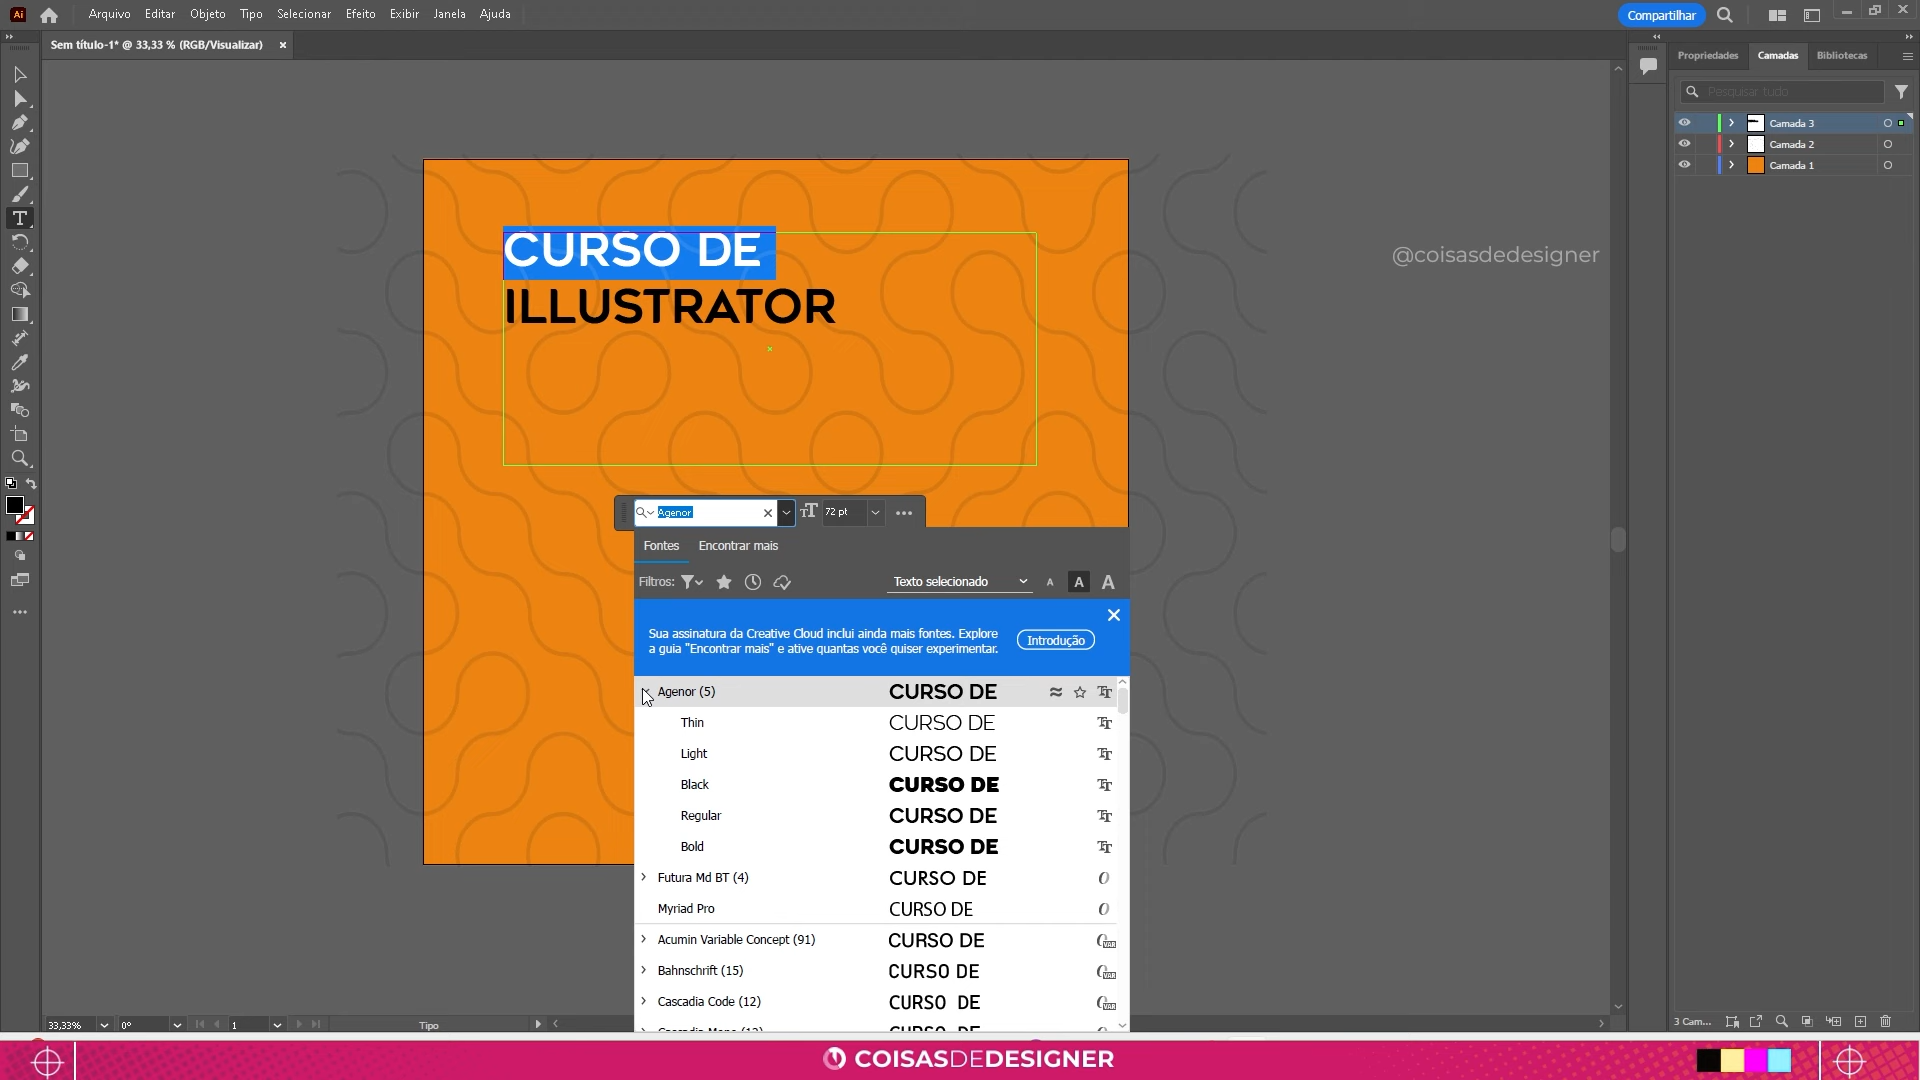 Ai Arquivo Editar Objeto Tipo Selecionar Efeito Exibir Janela Ajuda Compartilhar
Sem título-1* @ 33,33 % (RGB/Visualizar) ×
Propriedades Camadas Bibliotecas
Pesquisar tudo
Camada 3
Camada 2
Camada 1
@coisasdedesigner
CURSO DE
ILLUSTRATOR
Agenor 72 pt
Fontes Encontrar mais
Filtros: Texto selecionado A A A
Sua assinatura da Creative Cloud inclui ainda mais fontes. Explore
a guia "Encontrar mais" e ative quantas você quiser experimentar.
Introdução
Agenor (5) CURSO DE
Thin CURSO DE
Light CURSO DE
Black CURSO DE
Regular CURSO DE
Bold CURSO DE
Futura Md BT (4) CURSO DE
Myriad Pro CURSO DE
Acumin Variable Concept (91) CURSO DE
Bahnschrift (15) CURSO DE
Cascadia Code (12) CURSO DE
33,33% 0° 1 Tipo
3 Cam...
COISASDEDESIGNER